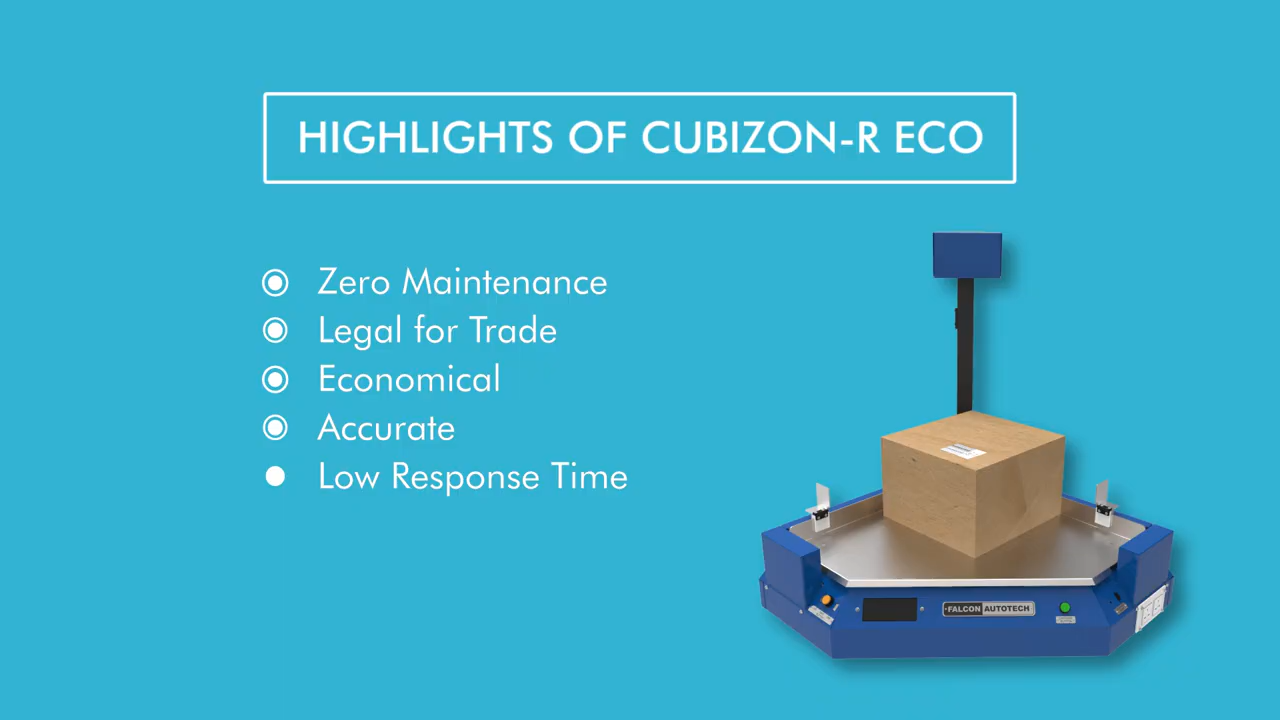 HIGHLIGHTS OF CUBIZON-R ECO
Zero Maintenance
Legal for Trade
Economical
Accurate
Low Response Time
FALCON AUTOTECH